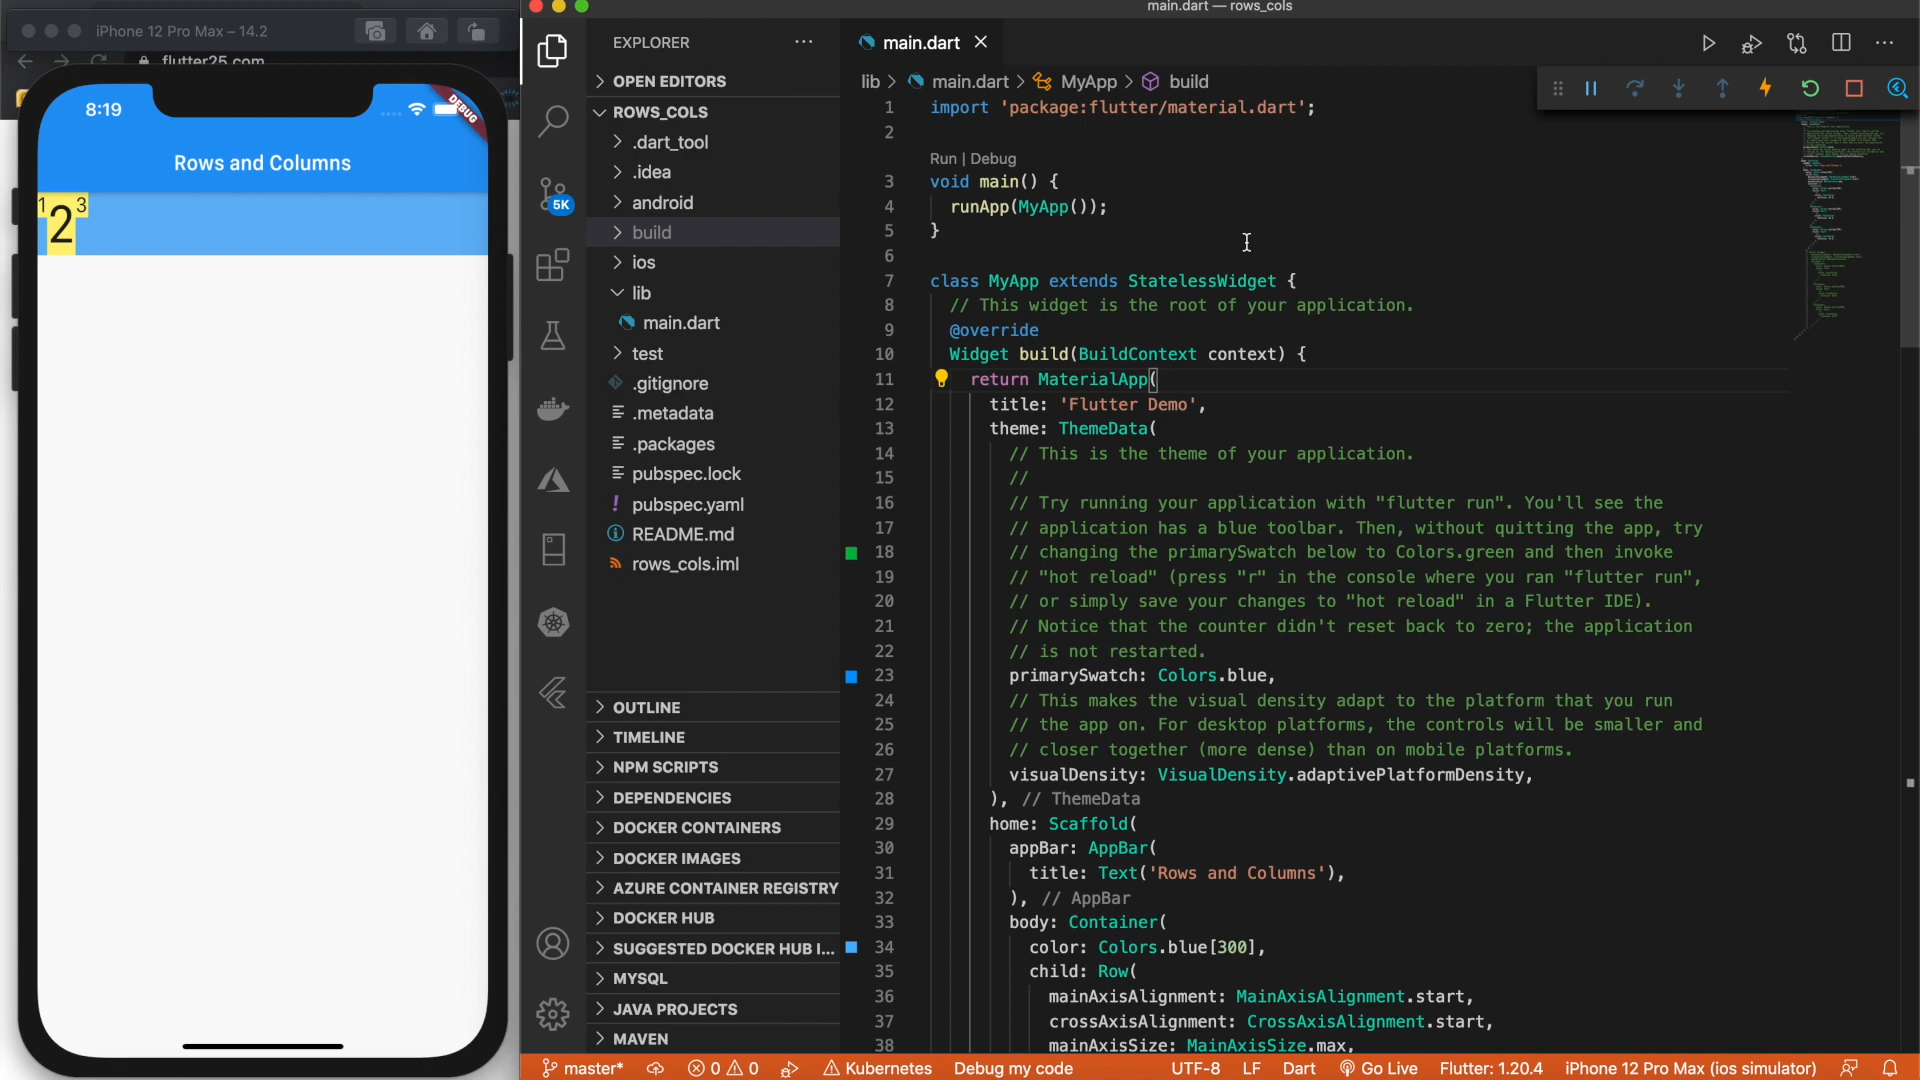 main.dart — rows_cols
iPhone 12 Pro Max – 14.2
flutter25.com
8:19
DEBUG
Rows and Columns
1
2
3
EXPLORER
OPEN EDITORS
ROWS_COLS
.dart_tool
.idea
android
build
ios
lib
main.dart
test
.gitignore
.metadata
.packages
pubspec.lock
pubspec.yaml
README.md
rows_cols.iml
5K
OUTLINE
TIMELINE
NPM SCRIPTS
DEPENDENCIES
DOCKER CONTAINERS
DOCKER IMAGES
AZURE CONTAINER REGISTRY
DOCKER HUB
SUGGESTED DOCKER HUB I...
MYSQL
JAVA PROJECTS
MAVEN
main.dart
lib > main.dart > MyApp > build
1 import 'package:flutter/material.dart';
2
Run | Debug
3 void main() {
4 runApp(MyApp());
5 }
6
7 class MyApp extends StatelessWidget {
8 // This widget is the root of your application.
9 @override
10 Widget build(BuildContext context) {
11 return MaterialApp(
12 title: 'Flutter Demo',
13 theme: ThemeData(
14 // This is the theme of your application.
15 //
16 // Try running your application with "flutter run". You'll see the
17 // application has a blue toolbar. Then, without quitting the app, try
18 // changing the primarySwatch below to Colors.green and then invoke
19 // "hot reload" (press "r" in the console where you ran "flutter run",
20 // or simply save your changes to "hot reload" in a Flutter IDE).
21 // Notice that the counter didn't reset back to zero; the application
22 // is not restarted.
23 primarySwatch: Colors.blue,
24 // This makes the visual density adapt to the platform that you run
25 // the app on. For desktop platforms, the controls will be smaller and
26 // closer together (more dense) than on mobile platforms.
27 visualDensity: VisualDensity.adaptivePlatformDensity,
28 ), // ThemeData
29 home: Scaffold(
30 appBar: AppBar(
31 title: Text('Rows and Columns'),
32 ), // AppBar
33 body: Container(
34 color: Colors.blue[300],
35 child: Row(
36 mainAxisAlignment: MainAxisAlignment.start,
37 crossAxisAlignment: CrossAxisAlignment.start,
38 mainAxisSize: MainAxisSize.max,
master* 0 0 Kubernetes Debug my code UTF-8 LF Dart Go Live Flutter: 1.20.4 iPhone 12 Pro Max (ios simulator)